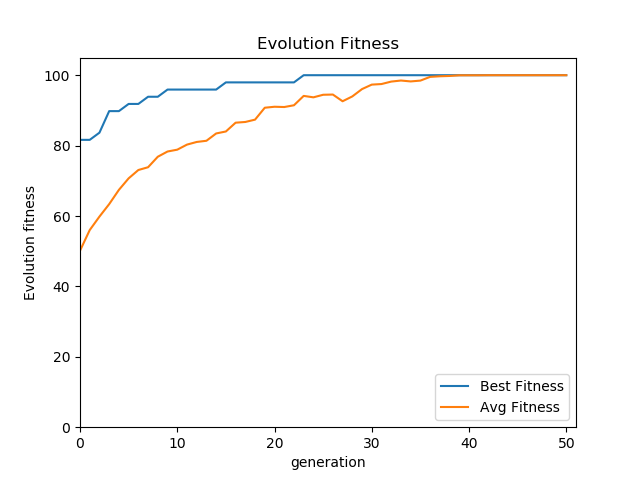 Evolution Fitness
100
80
60
40
20
0
Evolution fitness
0 10 20 30 40 50
generation
Best Fitness
Avg Fitness